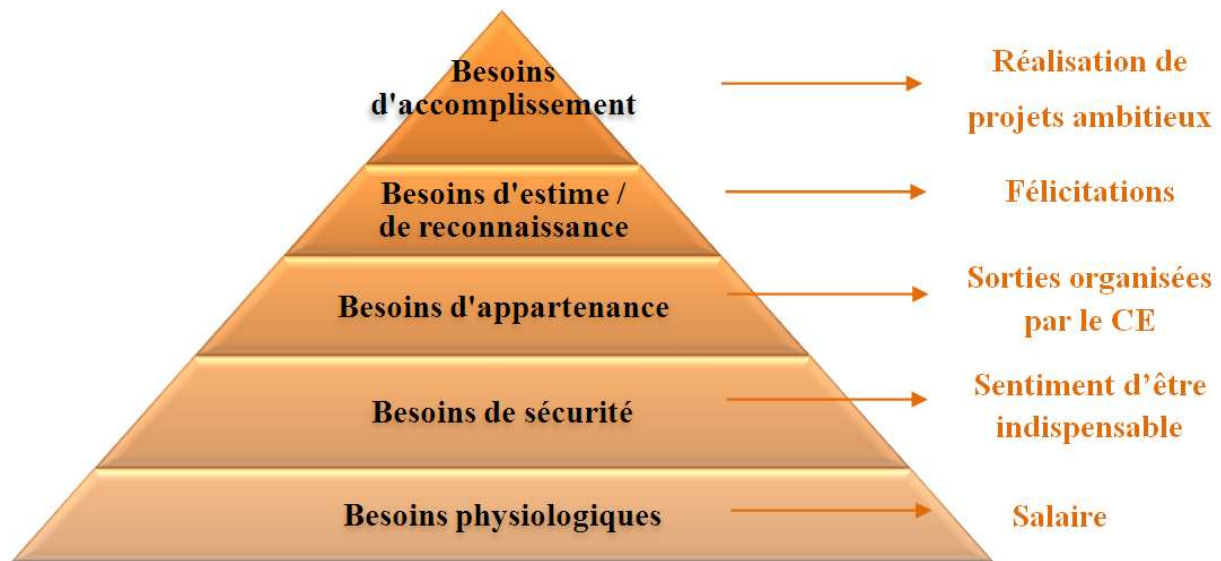 Besoins
d'accomplissement
Réalisation de
projets ambitieux
Besoins d'estime /
de reconnaissance
Félicitations
Besoins d'appartenance
Sorties organisées
par le CE
Besoins de sécurité
Sentiment d’être
indispensable
Besoins physiologiques
Salaire